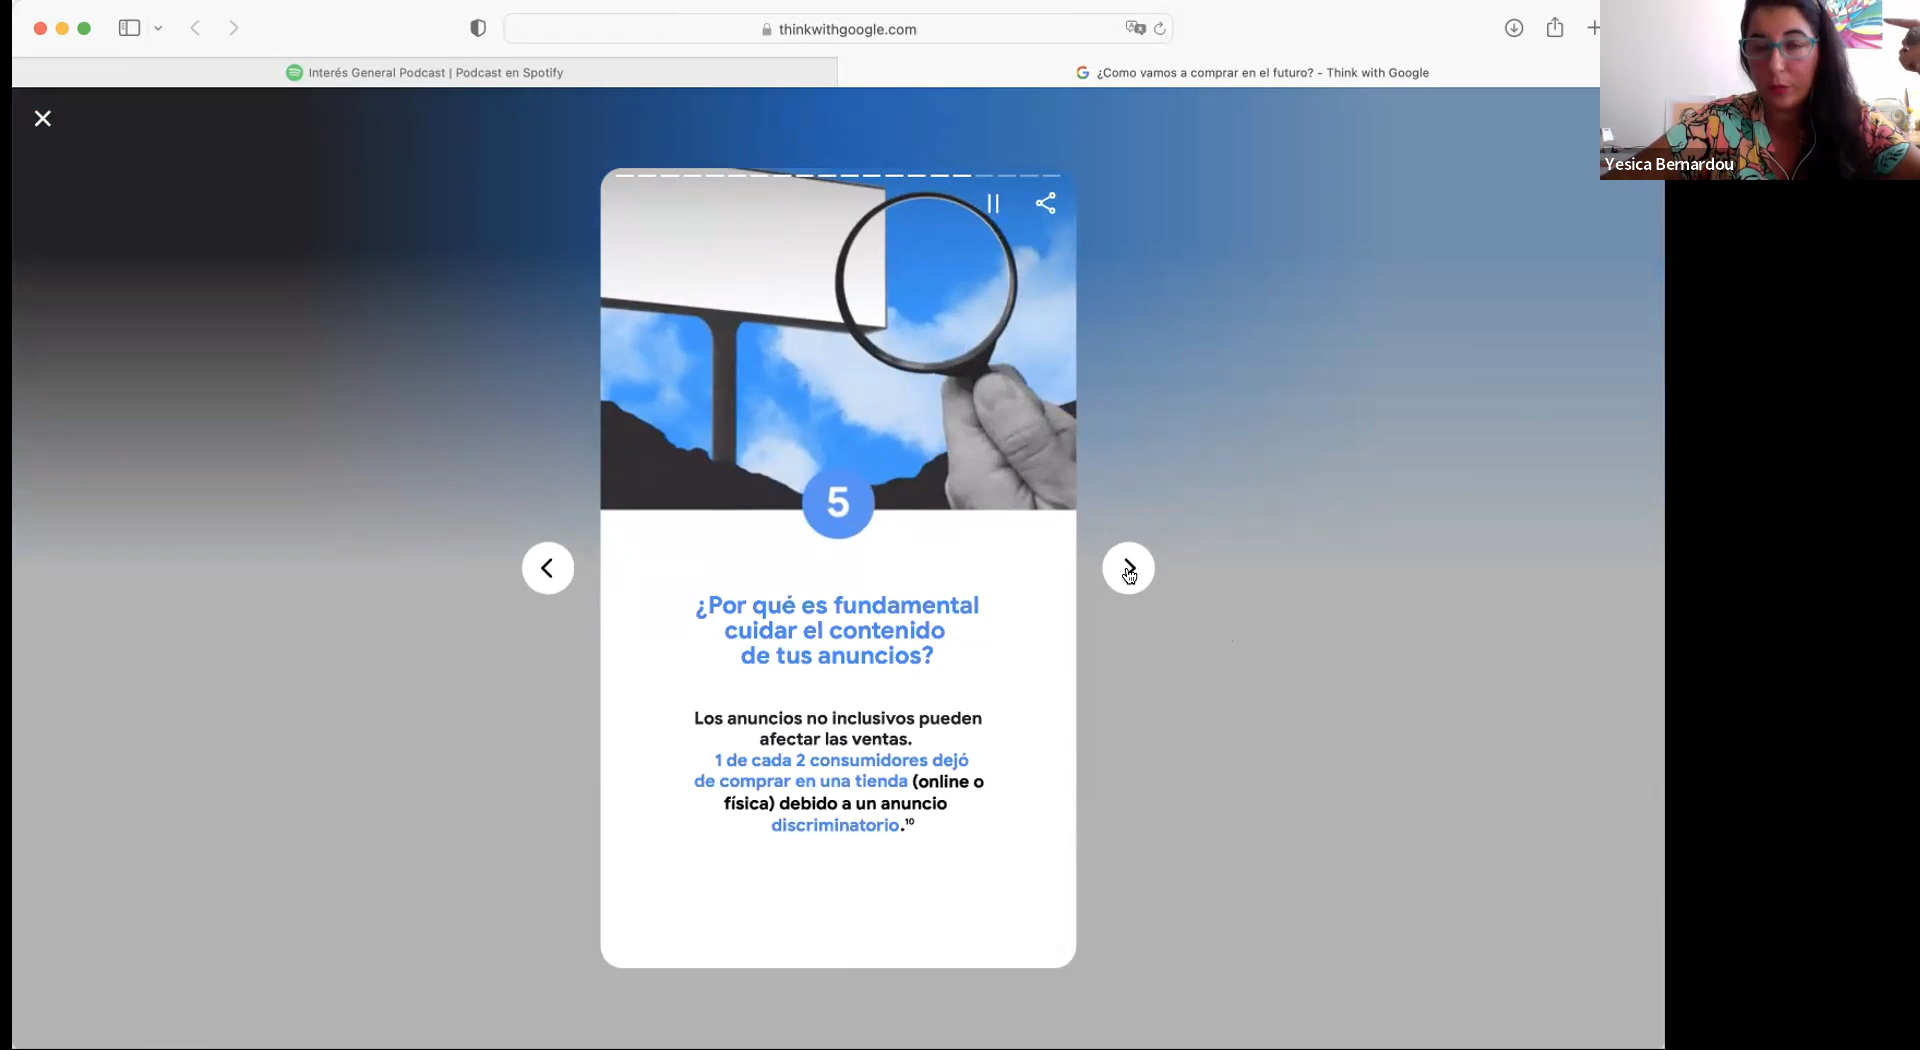 thinkwithgoogle.com
Interés General Podcast | Podcast en Spotify
¿Como vamos a comprar en el futuro? - Think with Google
Yesica Bernardou
5
¿Por qué es fundamental
cuidar el contenido
de tus anuncios?
Los anuncios no inclusivos pueden
afectar las ventas.
1 de cada 2 consumidores dejó
de comprar en una tienda (online o
física) debido a un anuncio
discriminatorio.¹⁰